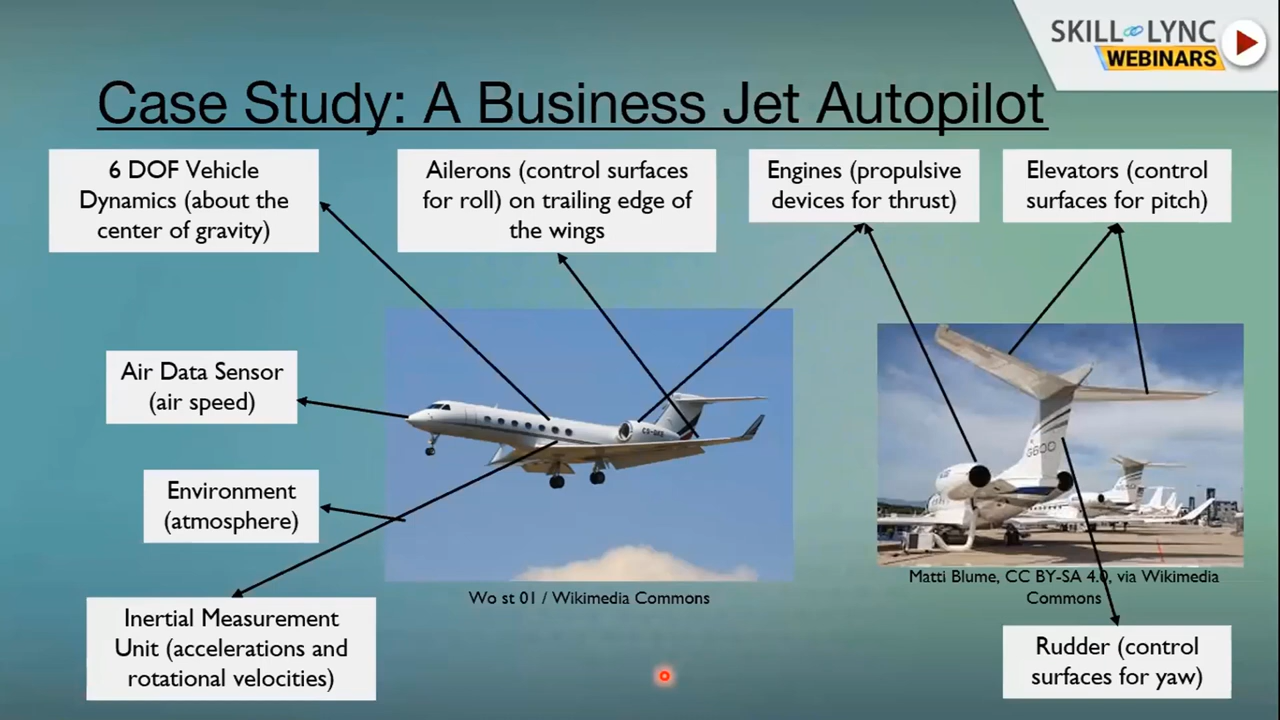 SKILL LYNC
WEBINARS
Case Study: A Business Jet Autopilot
6 DOF Vehicle
Dynamics (about the
center of gravity)
Ailerons (control surfaces
for roll) on trailing edge of
the wings
Engines (propulsive
devices for thrust)
Elevators (control
surfaces for pitch)
Air Data Sensor
(air speed)
Environment
(atmosphere)
Inertial Measurement
Unit (accelerations and
rotational velocities)
G600
Wo st 01 / Wikimedia Commons
Matti Blume, CC BY-SA 4.0, via Wikimedia
Commons
Rudder (control
surfaces for yaw)